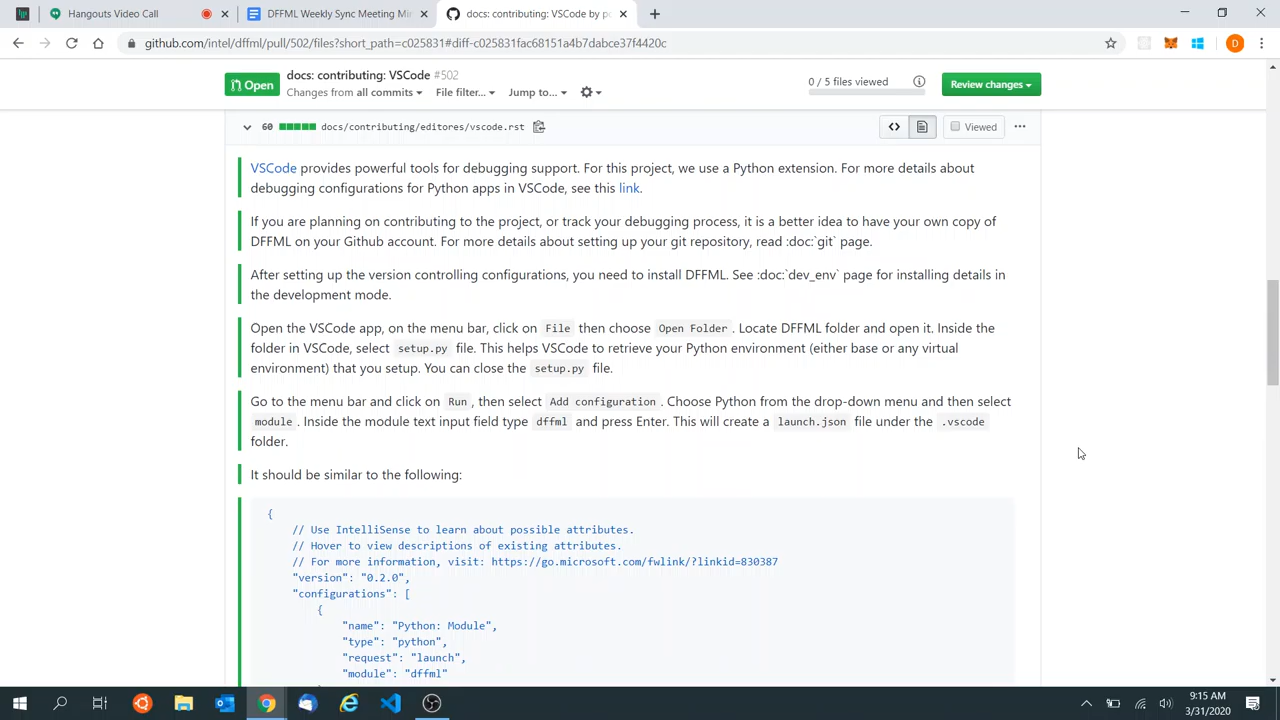 Hangouts Video Call
DFFML Weekly Sync Meeting Mi
docs: contributing: VSCode by p
github.com/intel/dffml/pull/502/files?short_path=c025831#diff-c025831fac68151a4b7dabce37f4420c
D
Open
docs: contributing: VSCode #502
Changes from all commits
File filter...
Jump to...
0 / 5 files viewed
Review changes
60
docs/contributing/editores/vscode.rst
Viewed
VSCode provides powerful tools for debugging support. For this project, we use a Python extension. For more details about
debugging configurations for Python apps in VSCode, see this link.
If you are planning on contributing to the project, or track your debugging process, it is a better idea to have your own copy of
DFFML on your Github account. For more details about setting up your git repository, read :doc:`git` page.
After setting up the version controlling configurations, you need to install DFFML. See :doc:`dev_env` page for installing details in
the development mode.
Open the VSCode app, on the menu bar, click on File then choose Open Folder . Locate DFFML folder and open it. Inside the
folder in VSCode, select setup.py file. This helps VSCode to retrieve your Python environment (either base or any virtual
environment) that you setup. You can close the setup.py file.
Go to the menu bar and click on Run , then select Add configuration . Choose Python from the drop-down menu and then select
module . Inside the module text input field type dffml and press Enter. This will create a launch.json file under the .vscode
folder.
It should be similar to the following:
{
// Use IntelliSense to learn about possible attributes.
// Hover to view descriptions of existing attributes.
// For more information, visit: https://go.microsoft.com/fwlink/?linkid=830387
"version": "0.2.0",
"configurations": [
{
"name": "Python: Module",
"type": "python",
"request": "launch",
"module": "dffml"
9:15 AM
3/31/2020